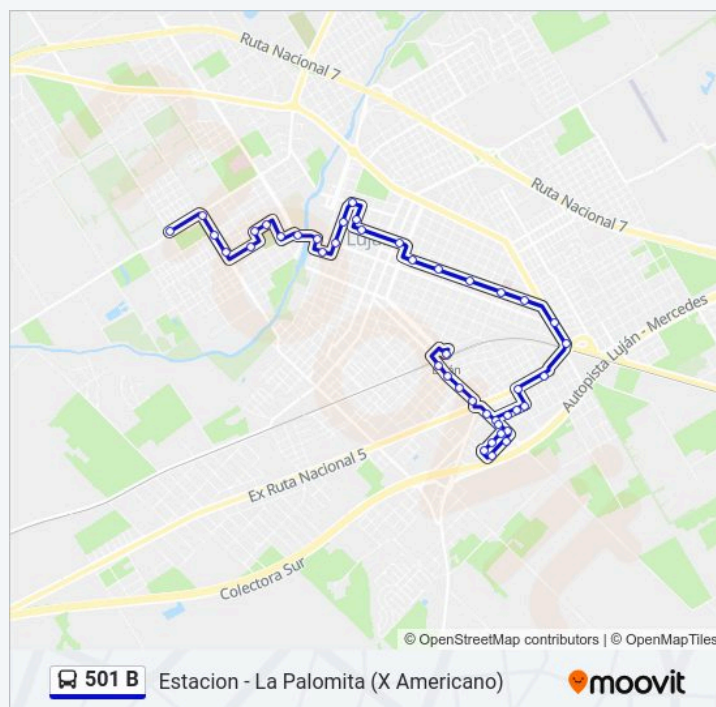 Ruta Nacional 7
Ruta Nacional 7
Luján
Autopista Luján - Mercedes
Ex Ruta Nacional 5
Colectora Sur
© OpenStreetMap contributors | © OpenMapTiles
501 B
Estacion - La Palomita (X Americano)
moovit